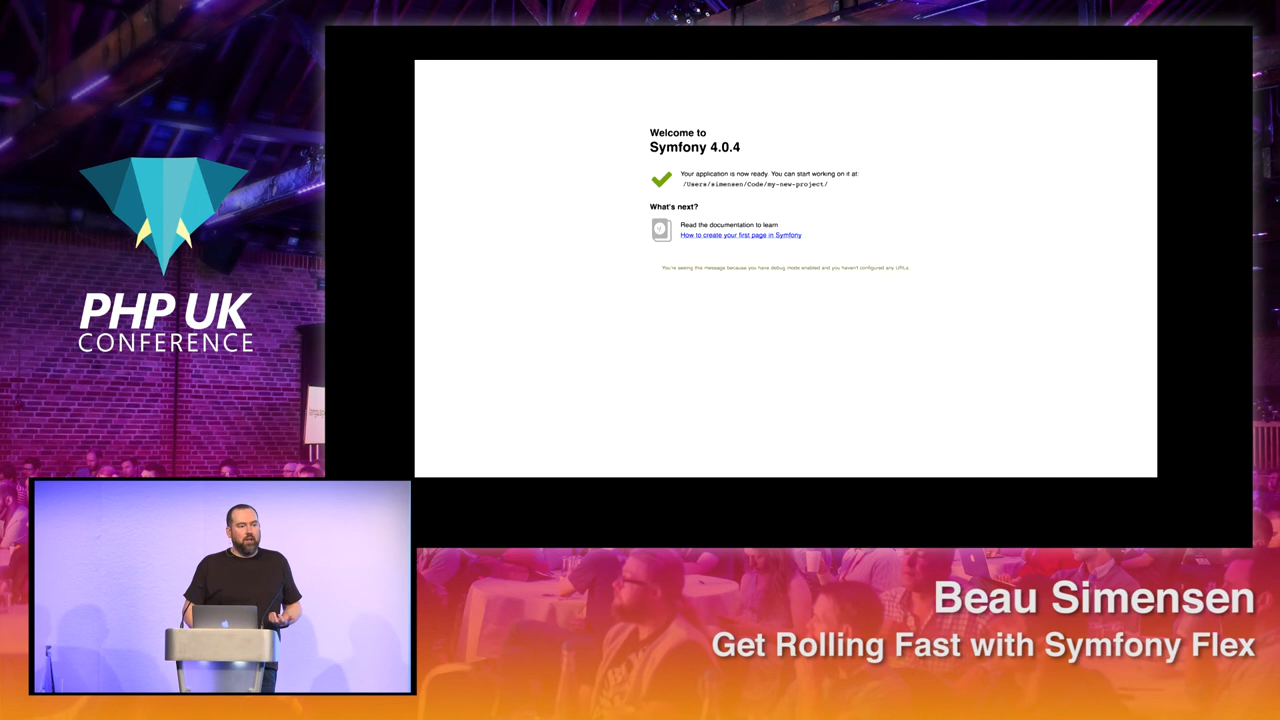 Welcome to
Symfony 4.0.4
Your application is now ready. You can start working on it at:
/Users/simensen/Code/my-new-project/
What's next?
Read the documentation to learn
How to create your first page in Symfony
You're seeing this message because you have debug mode enabled and you haven't configured any URLs.
PHP UK
CONFERENCE
Beau Simensen
Get Rolling Fast with Symfony Flex